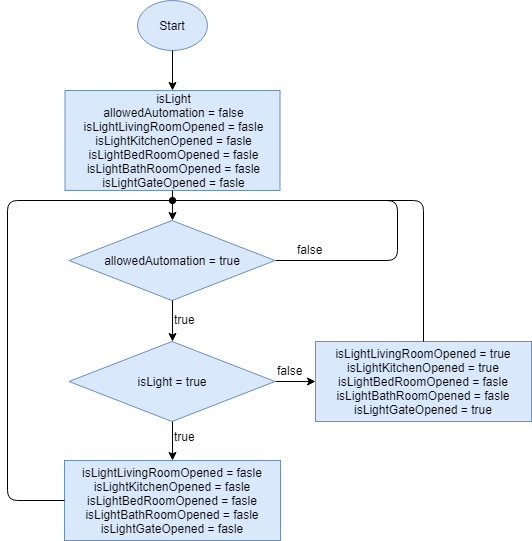 Start
isLight
allowedAutomation = false
isLightLivingRoomOpened = fasle
isLightKitchenOpened = fasle
isLightBedRoomOpened = fasle
isLightBathRoomOpened = fasle
isLightGateOpened = fasle
allowedAutomation = true
false
true
isLight = true
false
isLightLivingRoomOpened = true
isLightKitchenOpened = true
isLightBedRoomOpened = fasle
isLightBathRoomOpened = fasle
isLightGateOpened = true
true
isLightLivingRoomOpened = fasle
isLightKitchenOpened = fasle
isLightBedRoomOpened = fasle
isLightBathRoomOpened = fasle
isLightGateOpened = fasle